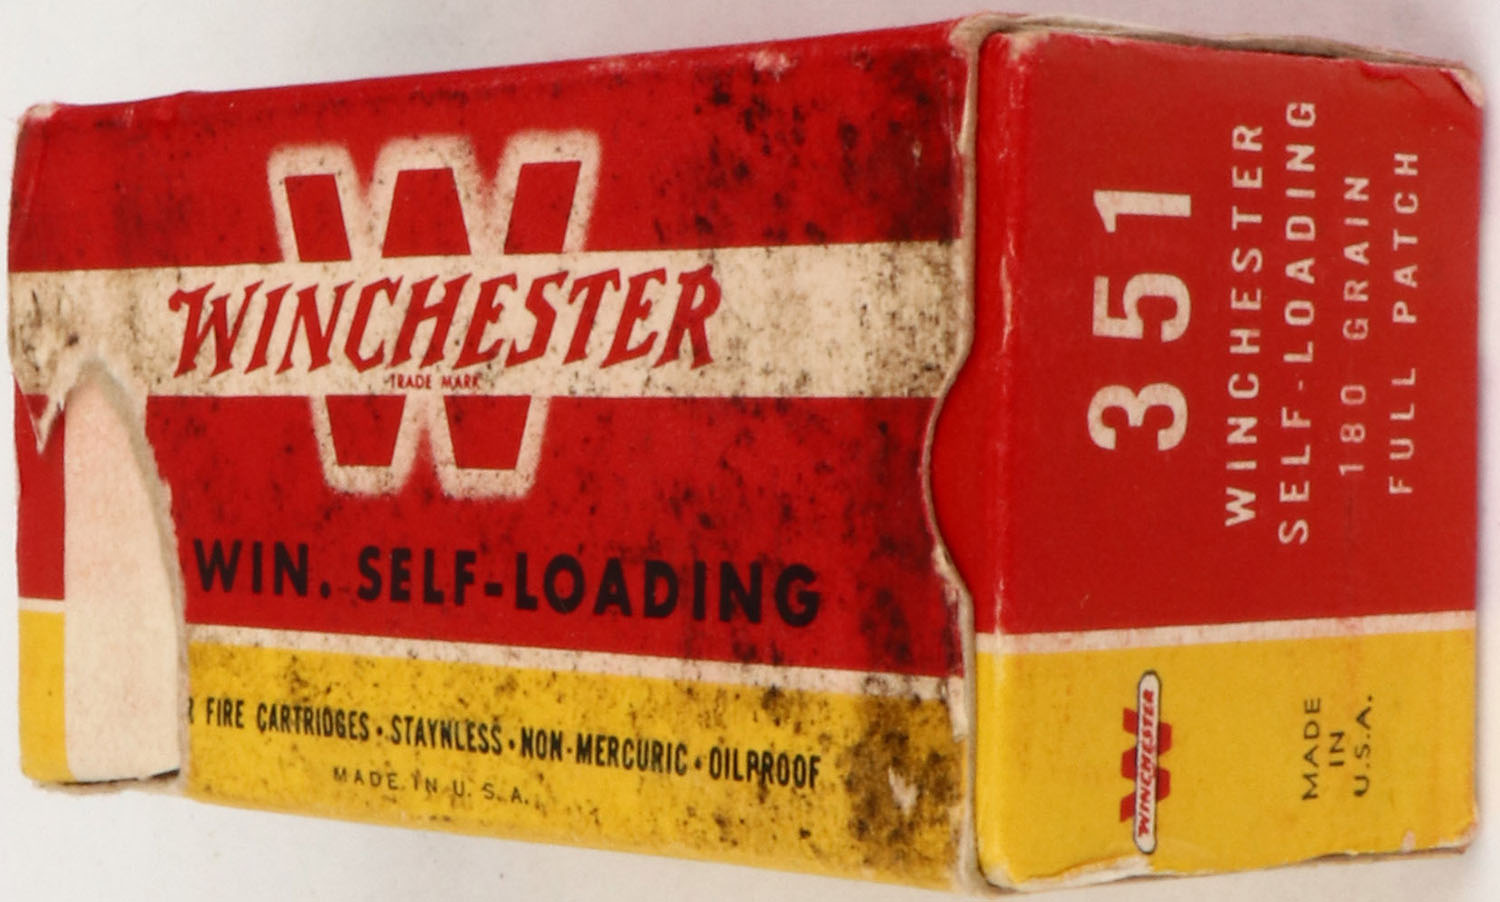 W
WINCHESTER
TRADE MARK
WIN. SELF-LOADING
R FIRE CARTRIDGES • STAYNLESS • NON-MERCURIC • OILPROOF
MADE IN U.S.A.
351
WINCHESTER
SELF-LOADING
180 GRAIN
FULL PATCH
W
WINCHESTER
MADE
IN
U.S.A.